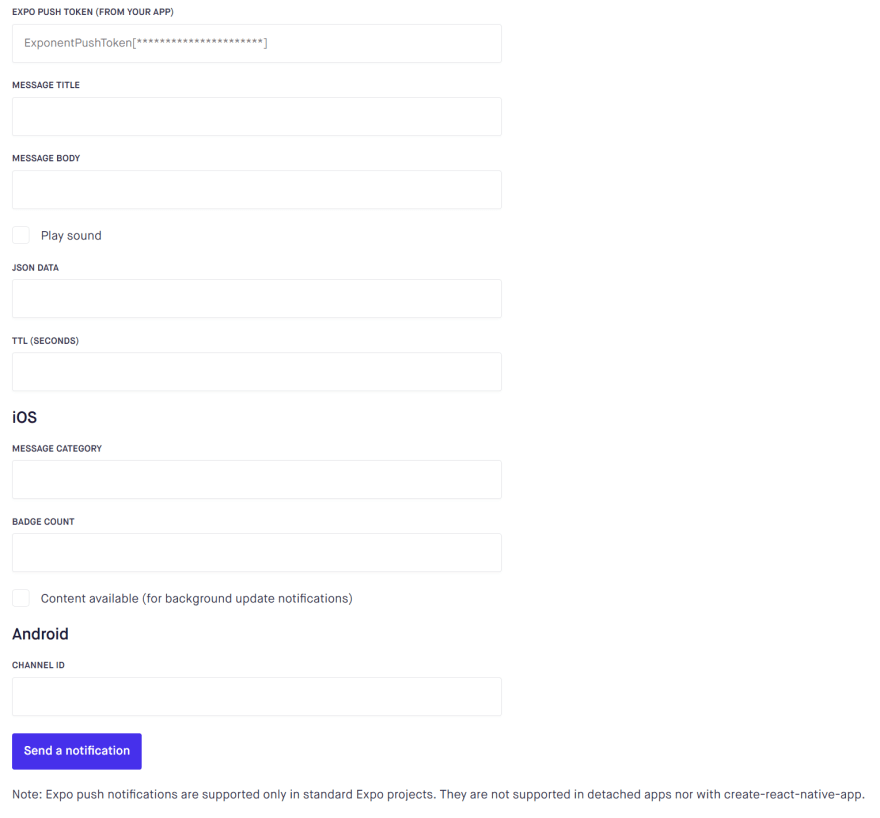 EXPO PUSH TOKEN (FROM YOUR APP)
ExponentPushToken[**********************]
MESSAGE TITLE
MESSAGE BODY
Play sound
JSON DATA
TTL (SECONDS)
iOS
MESSAGE CATEGORY
BADGE COUNT
Content available (for background update notifications)
Android
CHANNEL ID
Send a notification
Note: Expo push notifications are supported only in standard Expo projects. They are not supported in detached apps nor with create-react-native-app.